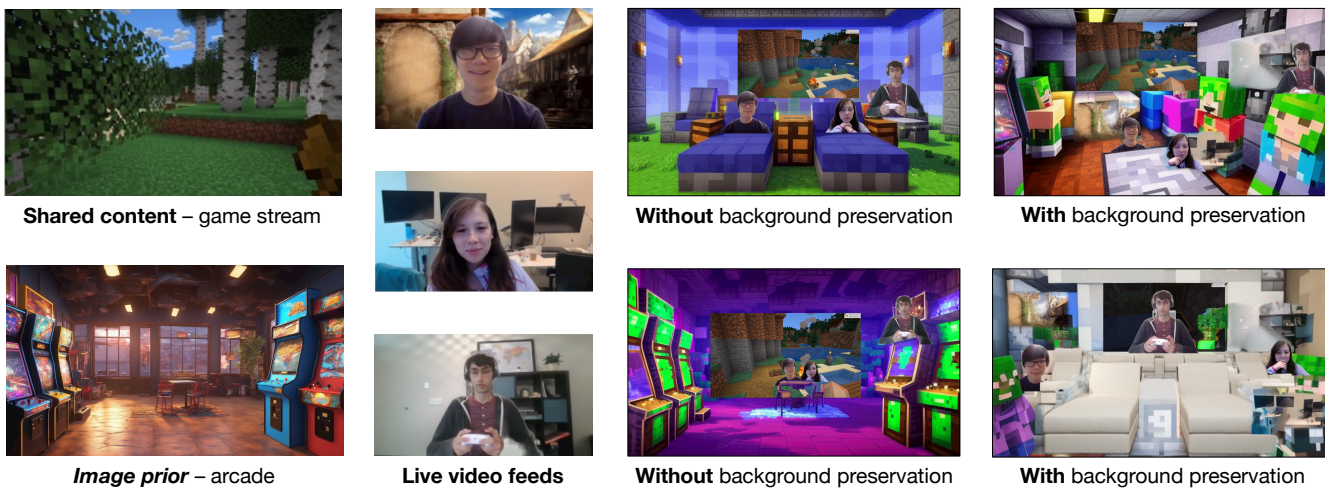 Shared content – game stream
Without background preservation
With background preservation
Image prior – arcade
Live video feeds
Without background preservation
With background preservation